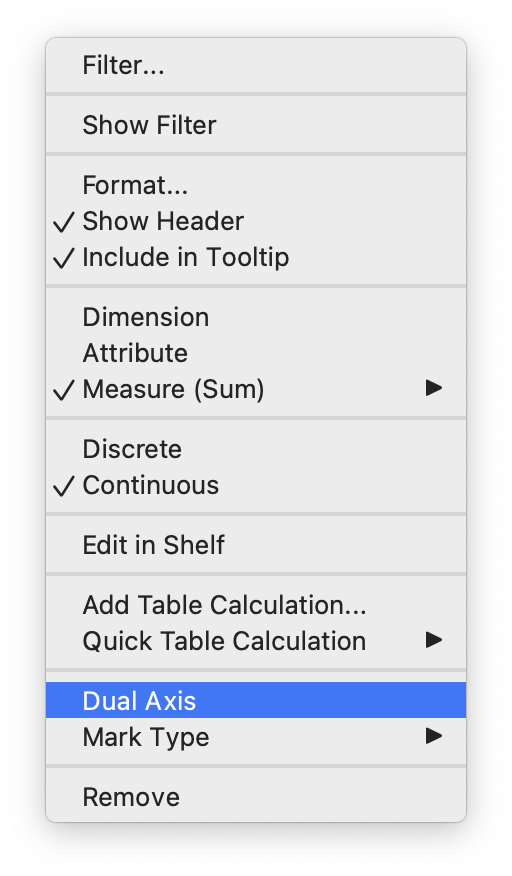 Filter...
Show Filter
Format...
✓ Show Header
✓ Include in Tooltip
Dimension
Attribute
✓ Measure (Sum) ▶
Discrete
✓ Continuous
Edit in Shelf
Add Table Calculation...
Quick Table Calculation ▶
Dual Axis
Mark Type ▶
Remove